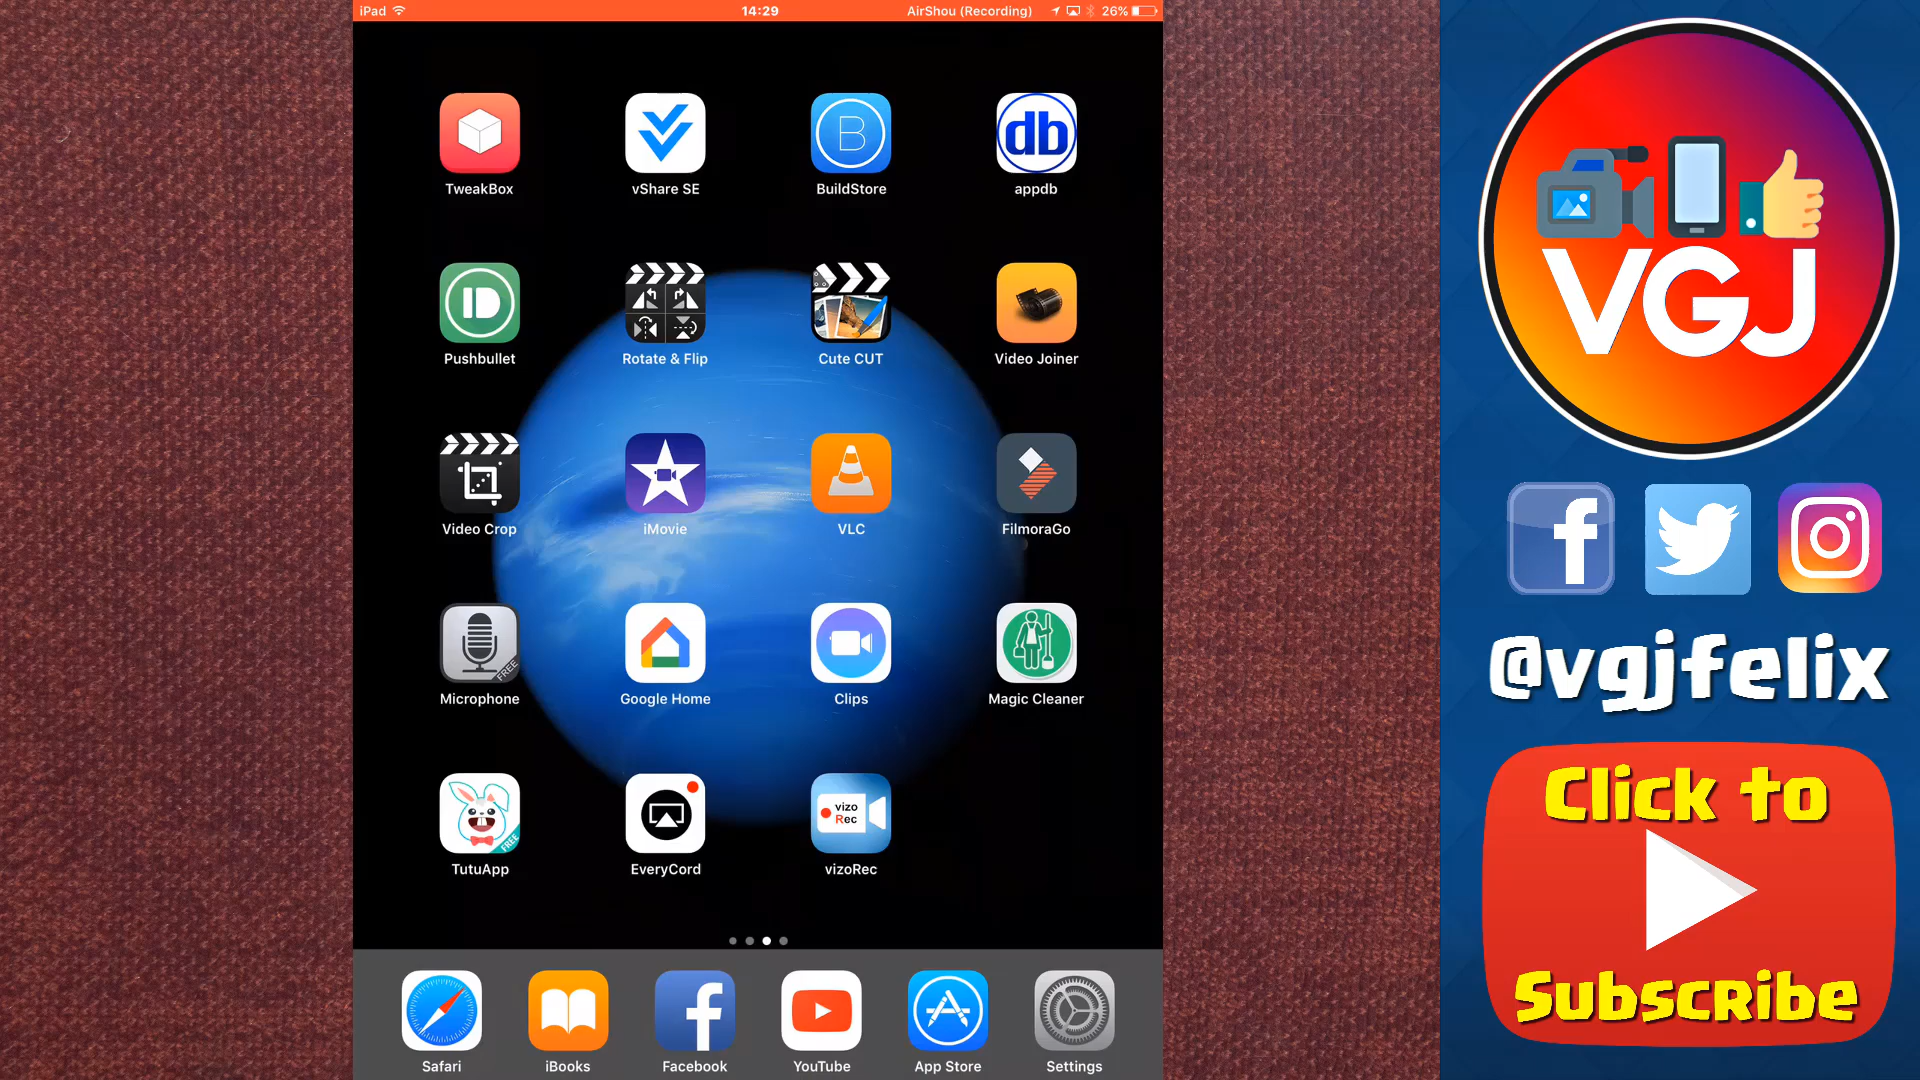 iPad 14:29 AirShou (Recording) 26%
TweakBox vShare SE BuildStore appdb
B db
Pushbullet Rotate & Flip Cute CUT Video Joiner
Video Crop iMovie VLC FilmoraGo
FREE
Microphone Google Home Clips Magic Cleaner
FREE
vizo
Rec
TutuApp EveryCord vizoRec
Safari iBooks Facebook YouTube App Store Settings
VGJ
@vgjfelix
Click to
Subscribe